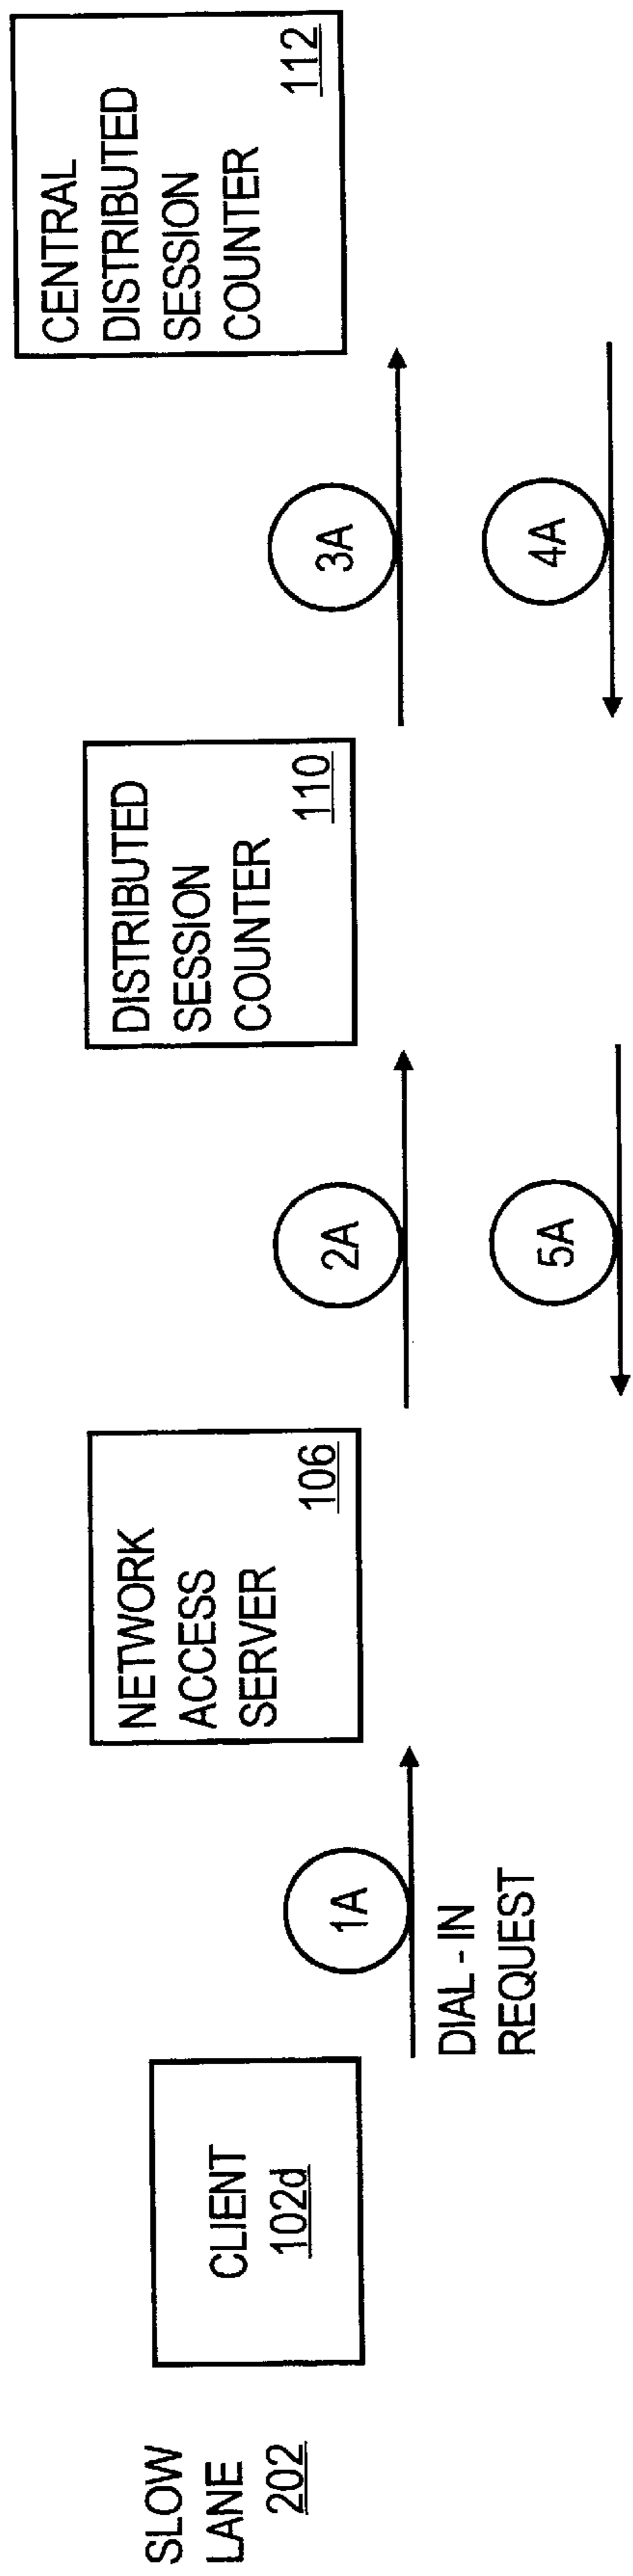 SLOW
LANE
202
CLIENT
102d
1A
DIAL - IN
REQUEST
NETWORK
ACCESS
SERVER
106
2A
5A
DISTRIBUTED
SESSION
COUNTER
110
3A
4A
CENTRAL
DISTRIBUTED
SESSION
COUNTER
112